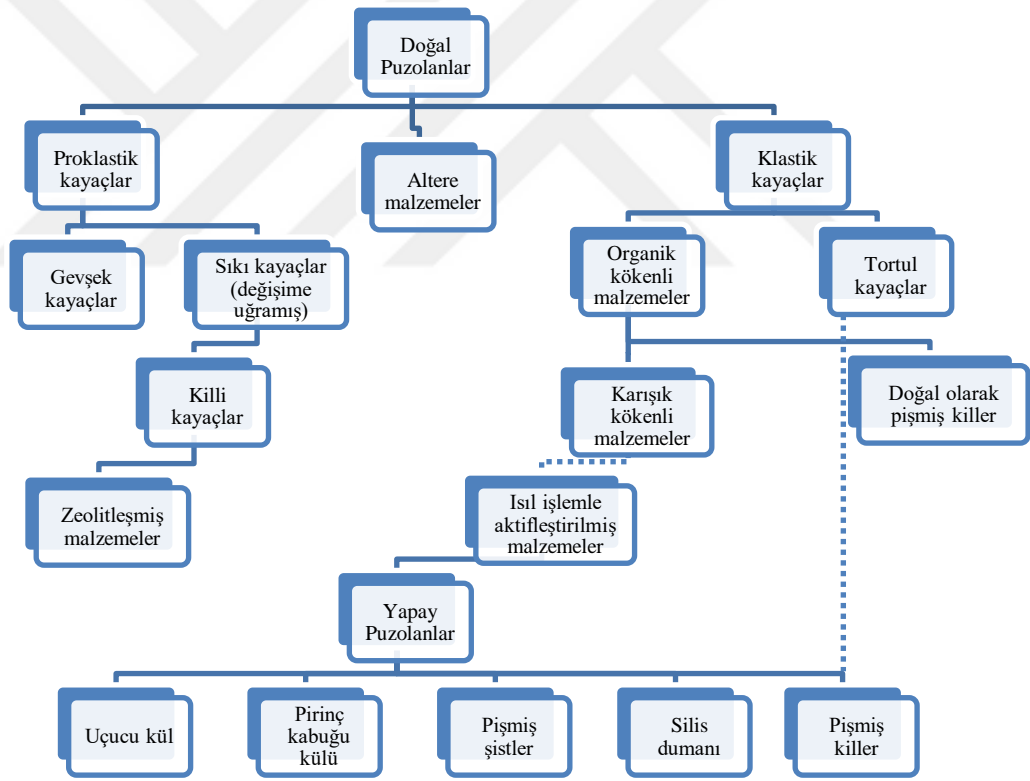 Doğal
Puzolanlar
Proklastik
kayaçlar
Altere
malzemeler
Klastik
kayaçlar
Gevşek
kayaçlar
Sıkı kayaçlar
(değişime
uğramış)
Organik
kökenli
malzemeler
Tortul
kayaçlar
Killi
kayaçlar
Karışık
kökenli
malzemeler
Doğal olarak
pişmiş killer
Zeolitleşmiş
malzemeler
Isıl işlemle
aktifleştirilmiş
malzemeler
Yapay
Puzolanlar
Uçucu kül
Pirinç
kabuğu
külü
Pişmiş
şistler
Silis
dumanı
Pişmiş
killer